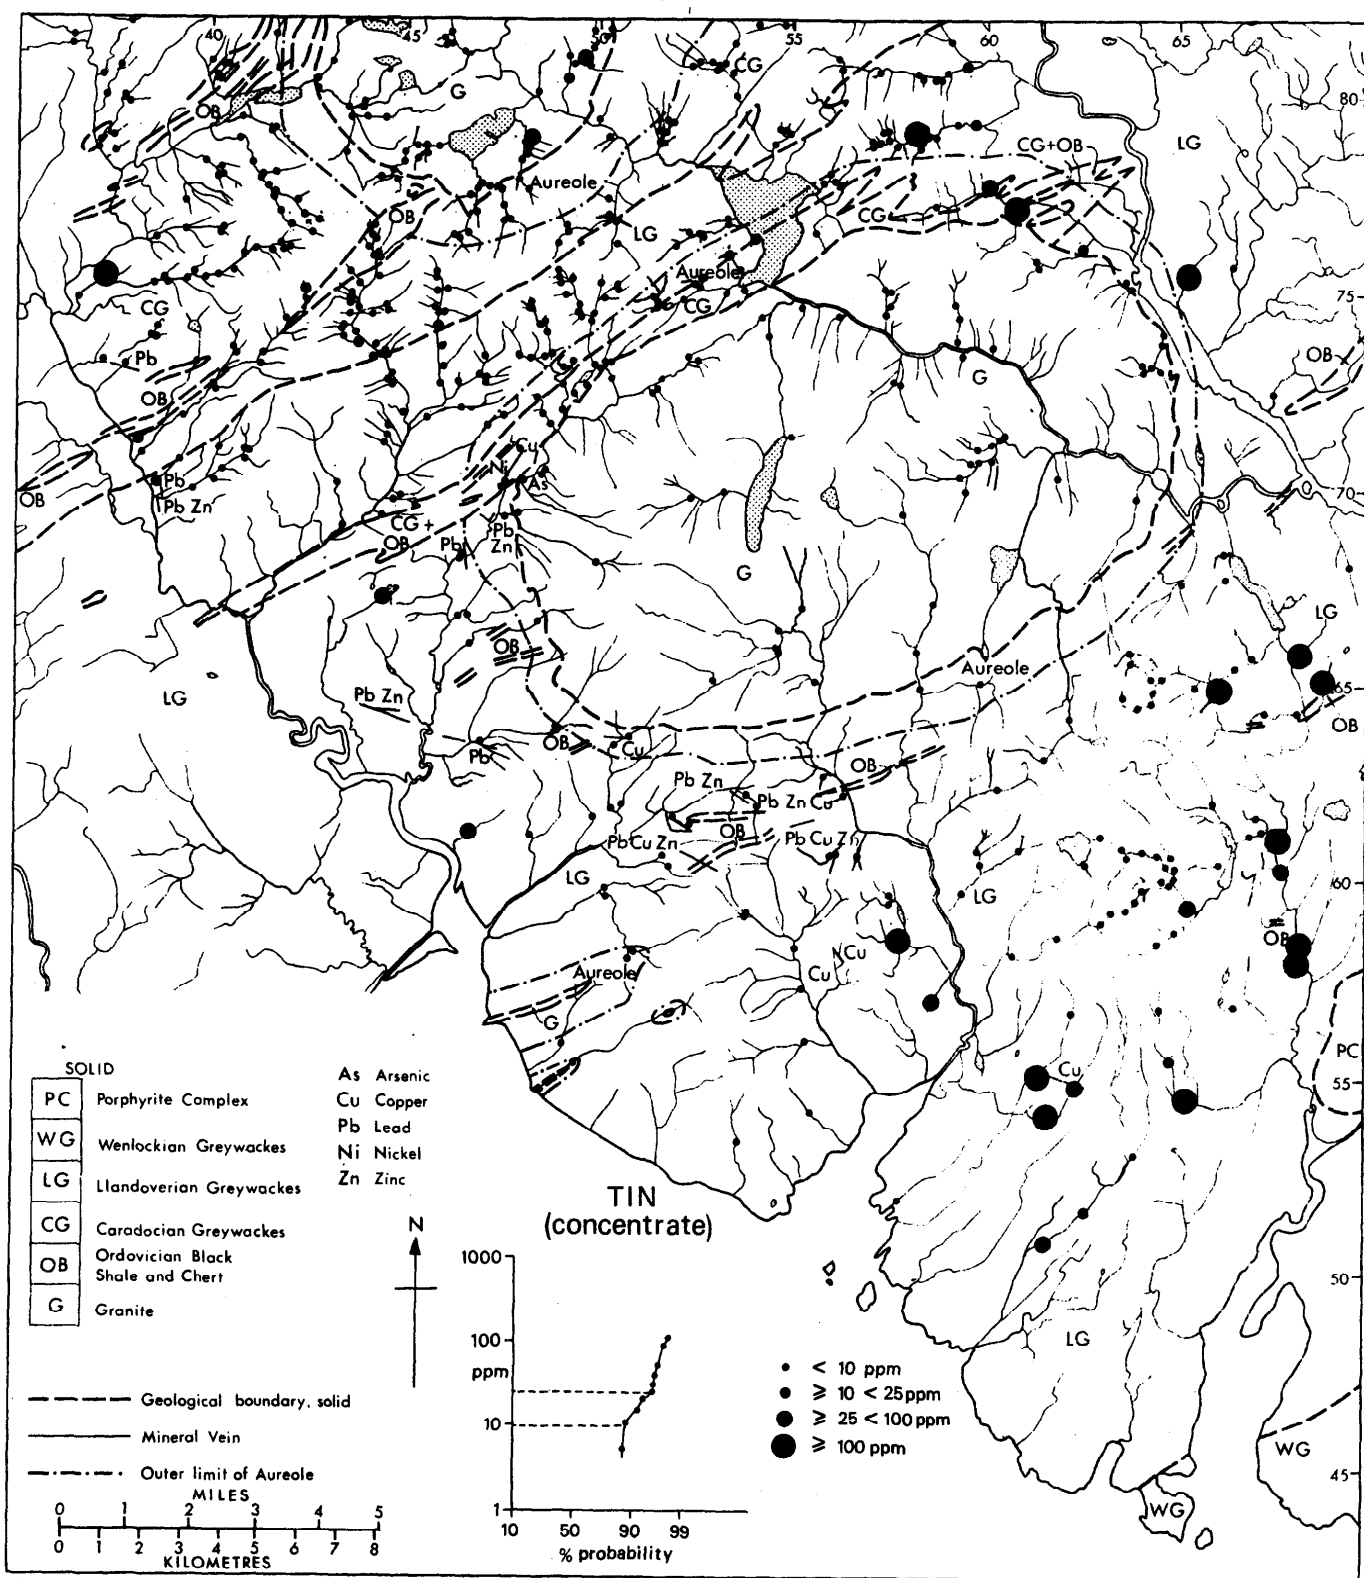 40 45 50 55 60 65
CG
G
80
OB
CG+OB
LG
Aureole
OB
CG
LG
Aureole
75
CG
CG
Pb
OB
G
OB
Cu
Ni
As
OB
Pb
Pb Zn
70
CG +
OB
Pb
Pb
Zn
G
LG
OB
Aureole
LG
Pb Zn
65
OB
Pb
OB
Cu
OB
Pb Zn
Pb Zn Cu
OB
Pb Cu Zn
Pb Cu Zn
LG
60
LG
OB
Cu
Aureole
Cu
G
PC
SOLID
PC Porphyrite Complex
WG Wenlockian Greywackes
LG Llandoverian Greywackes
CG Caradocian Greywackes
OB Ordovician Black
Shale and Chert
G Granite
As Arsenic
Cu Copper
Pb Lead
Ni Nickel
Zn Zinc
Cu
55
TIN
(concentrate)
N
50
LG
1000
100
ppm
10
1
10 50 90 99
% probability
< 10 ppm
≥ 10 < 25 ppm
≥ 25 < 100 ppm
≥ 100 ppm
Geological boundary, solid
Mineral Vein
Outer limit of Aureole
MILES
0 1 2 3 4 5
0 1 2 3 4 5 6 7 8
KILOMETRES
WG
45
WG